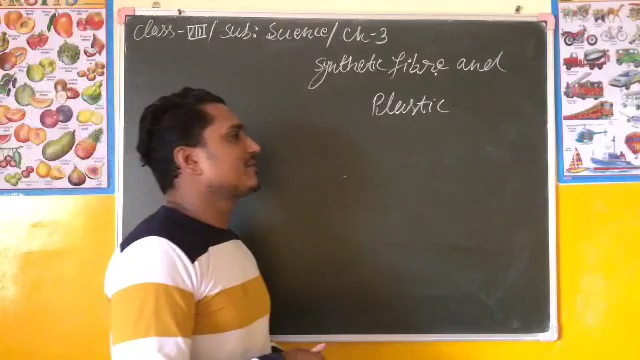 Class-VIII / Sub: Science / Ch-3
Synthetic fibre and
Plastic